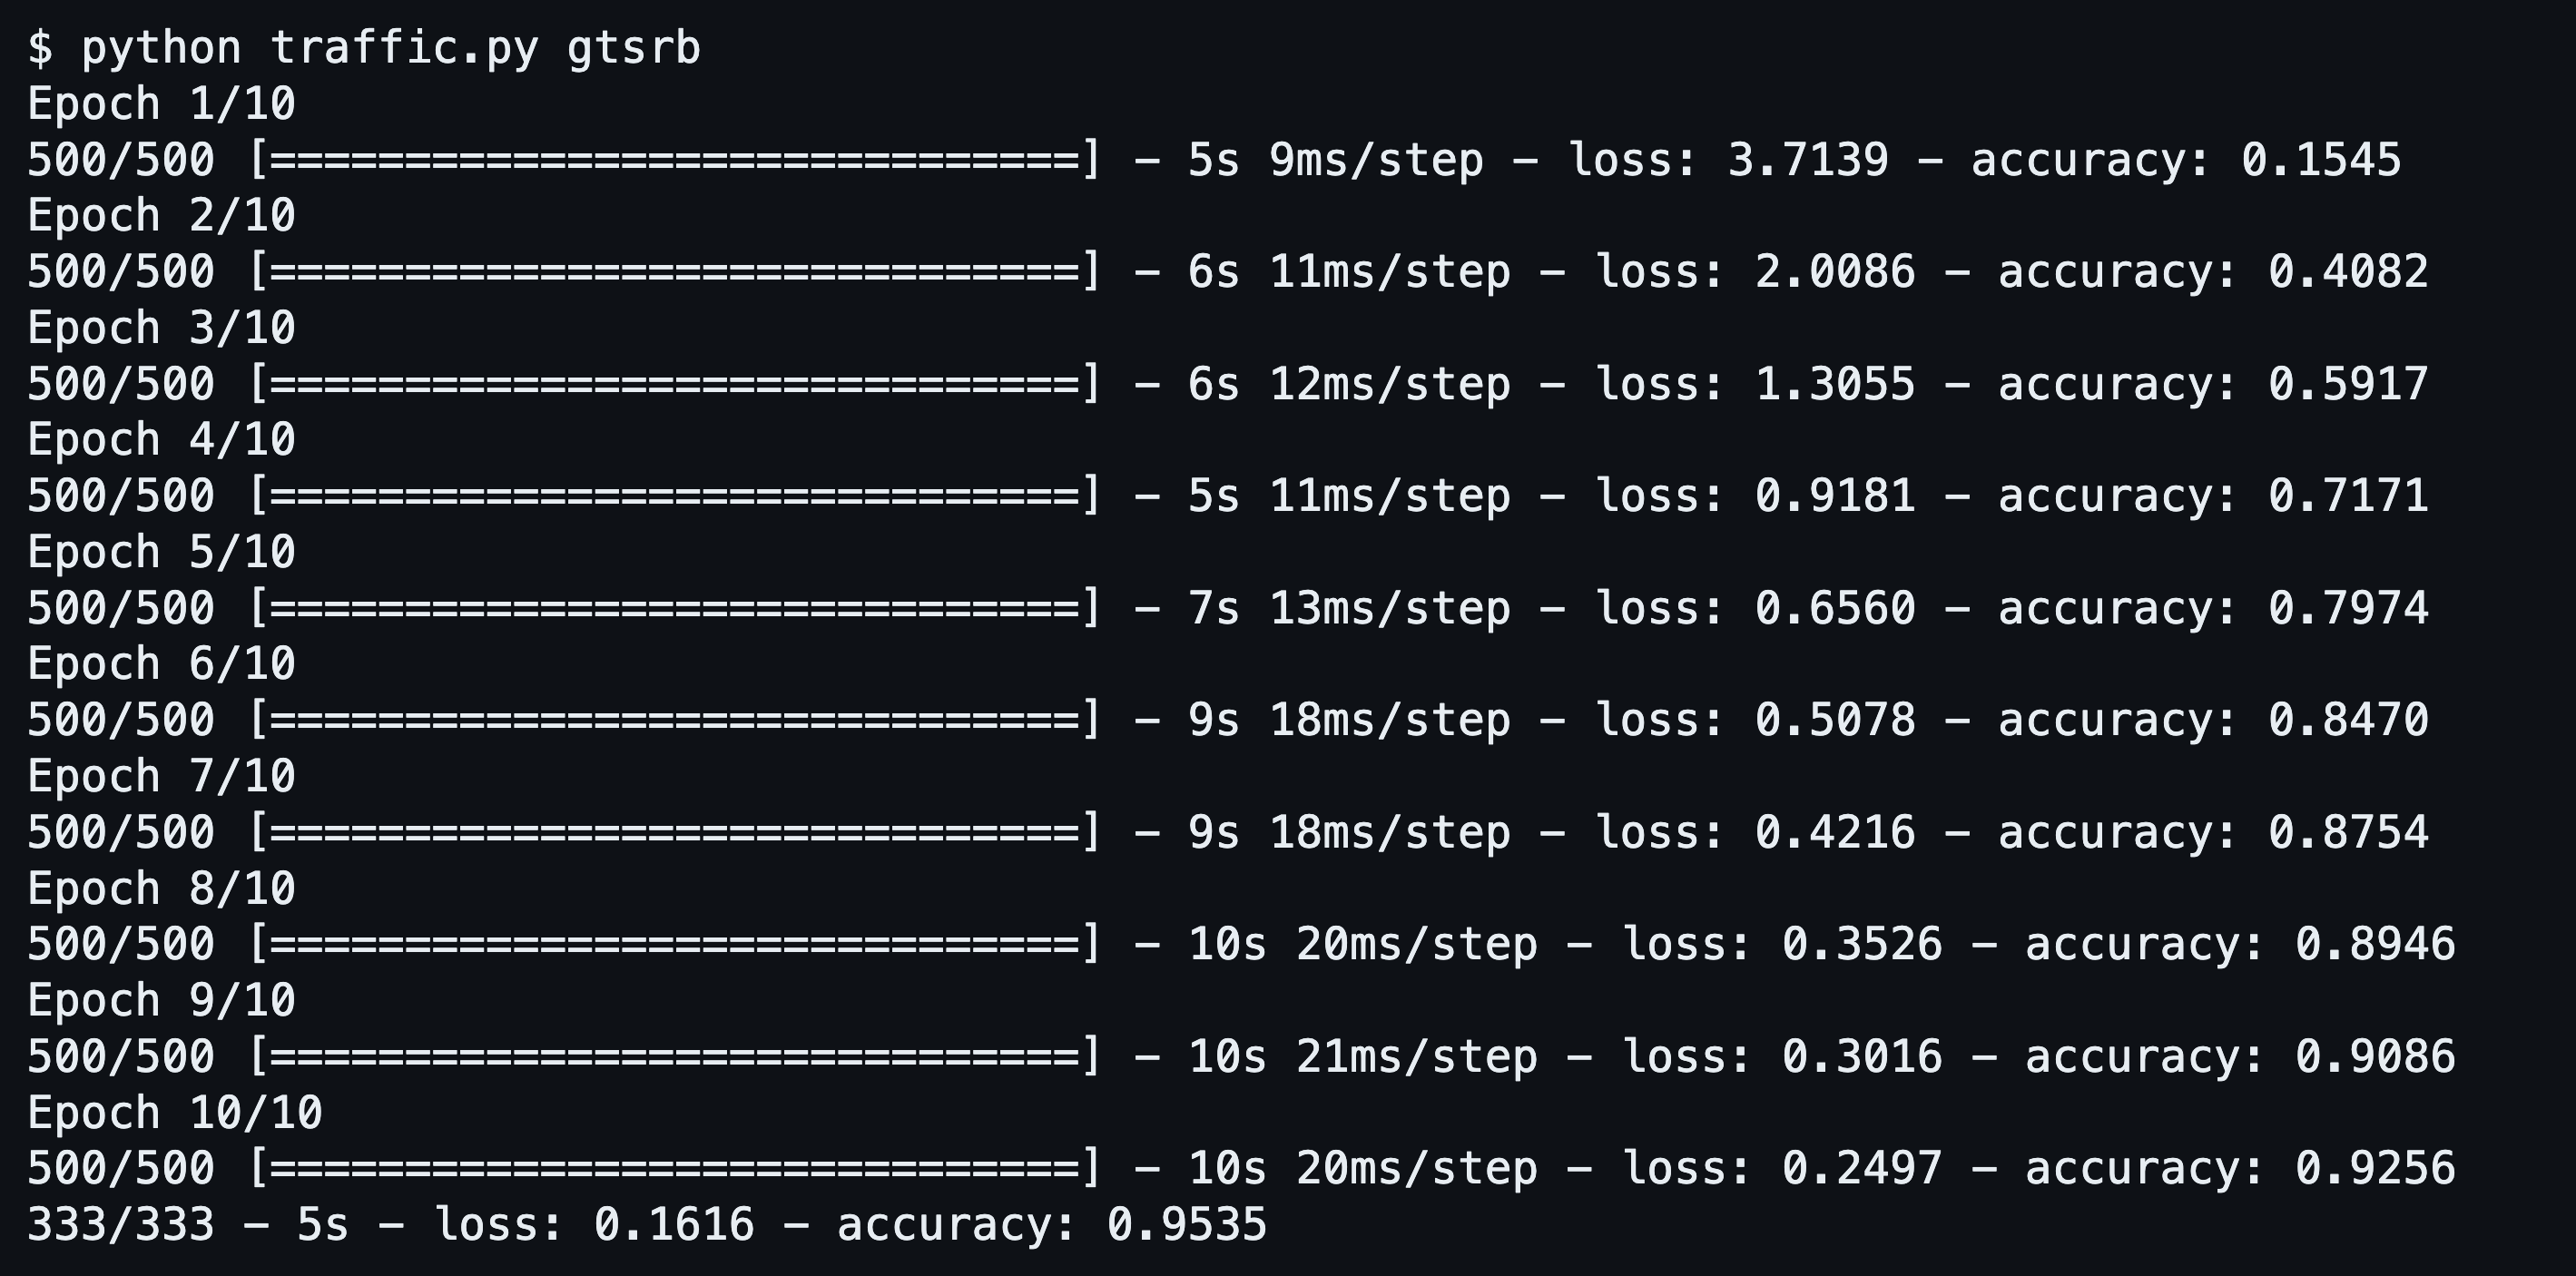 $ python traffic.py gtsrb
Epoch 1/10
500/500 [==============================] - 5s 9ms/step - loss: 3.7139 - accuracy: 0.1545
Epoch 2/10
500/500 [==============================] - 6s 11ms/step - loss: 2.0086 - accuracy: 0.4082
Epoch 3/10
500/500 [==============================] - 6s 12ms/step - loss: 1.3055 - accuracy: 0.5917
Epoch 4/10
500/500 [==============================] - 5s 11ms/step - loss: 0.9181 - accuracy: 0.7171
Epoch 5/10
500/500 [==============================] - 7s 13ms/step - loss: 0.6560 - accuracy: 0.7974
Epoch 6/10
500/500 [==============================] - 9s 18ms/step - loss: 0.5078 - accuracy: 0.8470
Epoch 7/10
500/500 [==============================] - 9s 18ms/step - loss: 0.4216 - accuracy: 0.8754
Epoch 8/10
500/500 [==============================] - 10s 20ms/step - loss: 0.3526 - accuracy: 0.8946
Epoch 9/10
500/500 [==============================] - 10s 21ms/step - loss: 0.3016 - accuracy: 0.9086
Epoch 10/10
500/500 [==============================] - 10s 20ms/step - loss: 0.2497 - accuracy: 0.9256
333/333 - 5s - loss: 0.1616 - accuracy: 0.9535